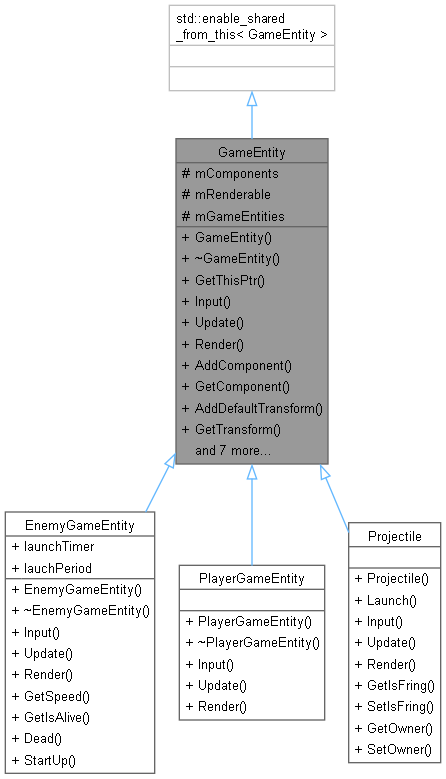 std::enable_shared
_from_this< GameEntity >
GameEntity
# mComponents
# mRenderable
# mGameEntities
+ GameEntity()
+ ~GameEntity()
+ GetThisPtr()
+ Input()
+ Update()
+ Render()
+ AddComponent()
+ GetComponent()
+ AddDefaultTransform()
+ GetTransform()
and 7 more...
EnemyGameEntity
+ launchTimer
+ lauchPeriod
+ EnemyGameEntity()
+ ~EnemyGameEntity()
+ Input()
+ Update()
+ Render()
+ GetSpeed()
+ GetIsAlive()
+ Dead()
+ StartUp()
PlayerGameEntity
+ PlayerGameEntity()
+ ~PlayerGameEntity()
+ Input()
+ Update()
+ Render()
Projectile
+ Projectile()
+ Launch()
+ Input()
+ Update()
+ Render()
+ GetIsFring()
+ SetIsFring()
+ GetOwner()
+ SetOwner()